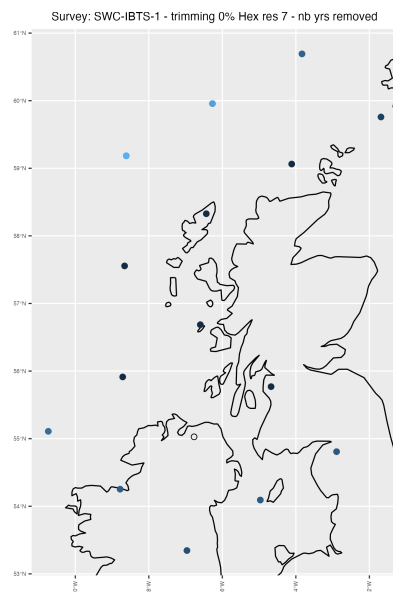 Survey: SWC-IBTS-1 - trimming 0% Hex res 7 - nb yrs removed
61°N
60°N
59°N
58°N
57°N
56°N
55°N
54°N
53°N
10°W
8°W
6°W
4°W
2°W